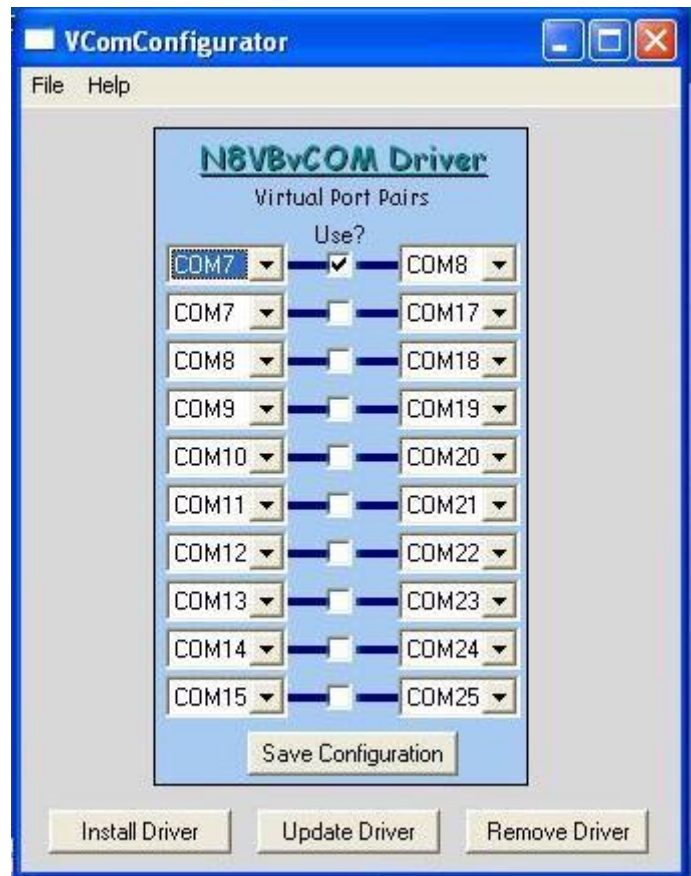 VComConfigurator
File Help
N8VBvCOM Driver
Virtual Port Pairs
Use?
COM7 COM8
COM7 COM17
COM8 COM18
COM9 COM19
COM10 COM20
COM11 COM21
COM12 COM22
COM13 COM23
COM14 COM24
COM15 COM25
Save Configuration
Install Driver Update Driver Remove Driver